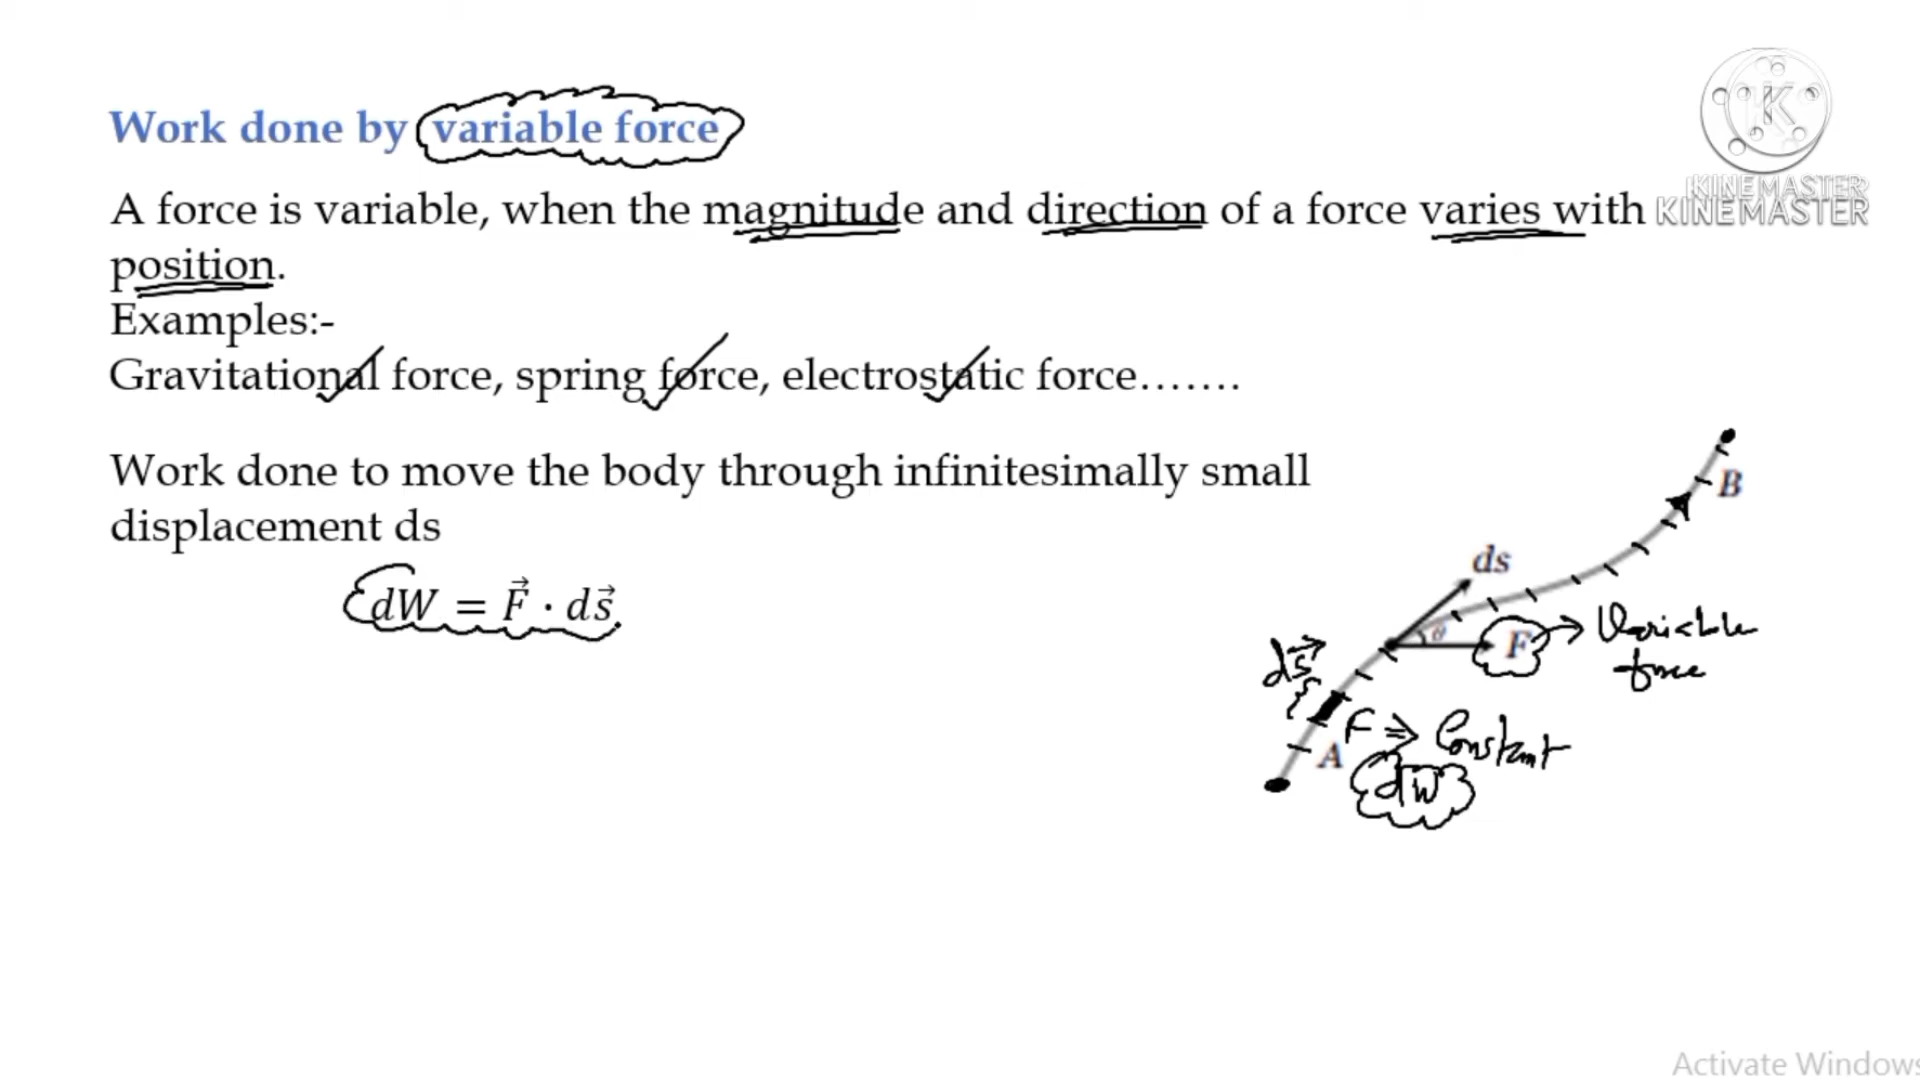 Work done by variable force
A force is variable, when the magnitude and direction of a force varies with
position.
Examples:-
Gravitational force, spring force, electrostatic force.......
Work done to move the body through infinitesimally small
displacement ds
dW = F⃗ · ds⃗
K
KINEMASTER
KINEMASTER
B
ds
θ
F → Variable
force
ds⃗
F ⇒ Constant
A
dW
Activate Windows